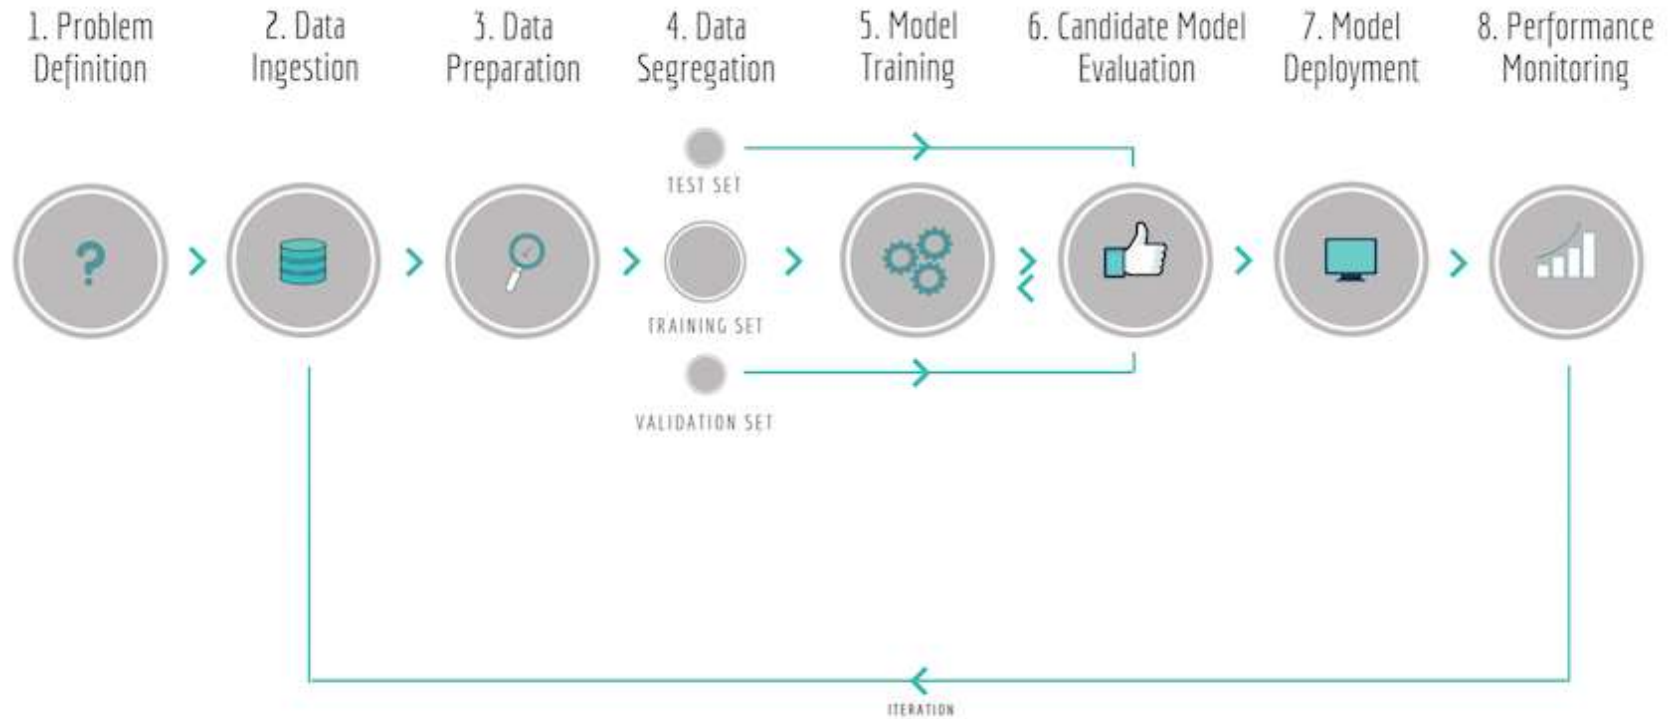 1. Problem
Definition
2. Data
Ingestion
3. Data
Preparation
4. Data
Segregation
5. Model
Training
6. Candidate Model
Evaluation
7. Model
Deployment
8. Performance
Monitoring
TEST SET
TRAINING SET
VALIDATION SET
ITERATION